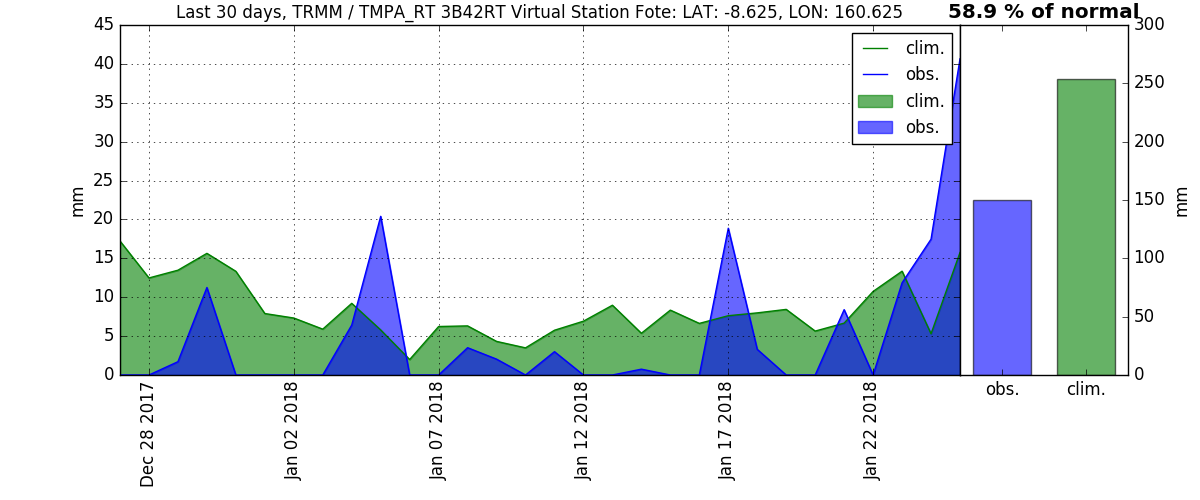 Last 30 days, TRMM / TMPA_RT 3B42RT Virtual Station Fote: LAT: -8.625, LON: 160.625
58.9 % of normal
45
40
35
30
25
20
15
10
5
0
mm
clim.
obs.
clim.
obs.
300
250
200
150
100
50
0
mm
obs.
clim.
Dec 28 2017
Jan 02 2018
Jan 07 2018
Jan 12 2018
Jan 17 2018
Jan 22 2018